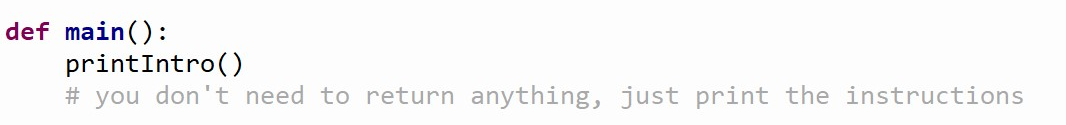 def main():
    printIntro()
    # you don't need to return anything, just print the instructions